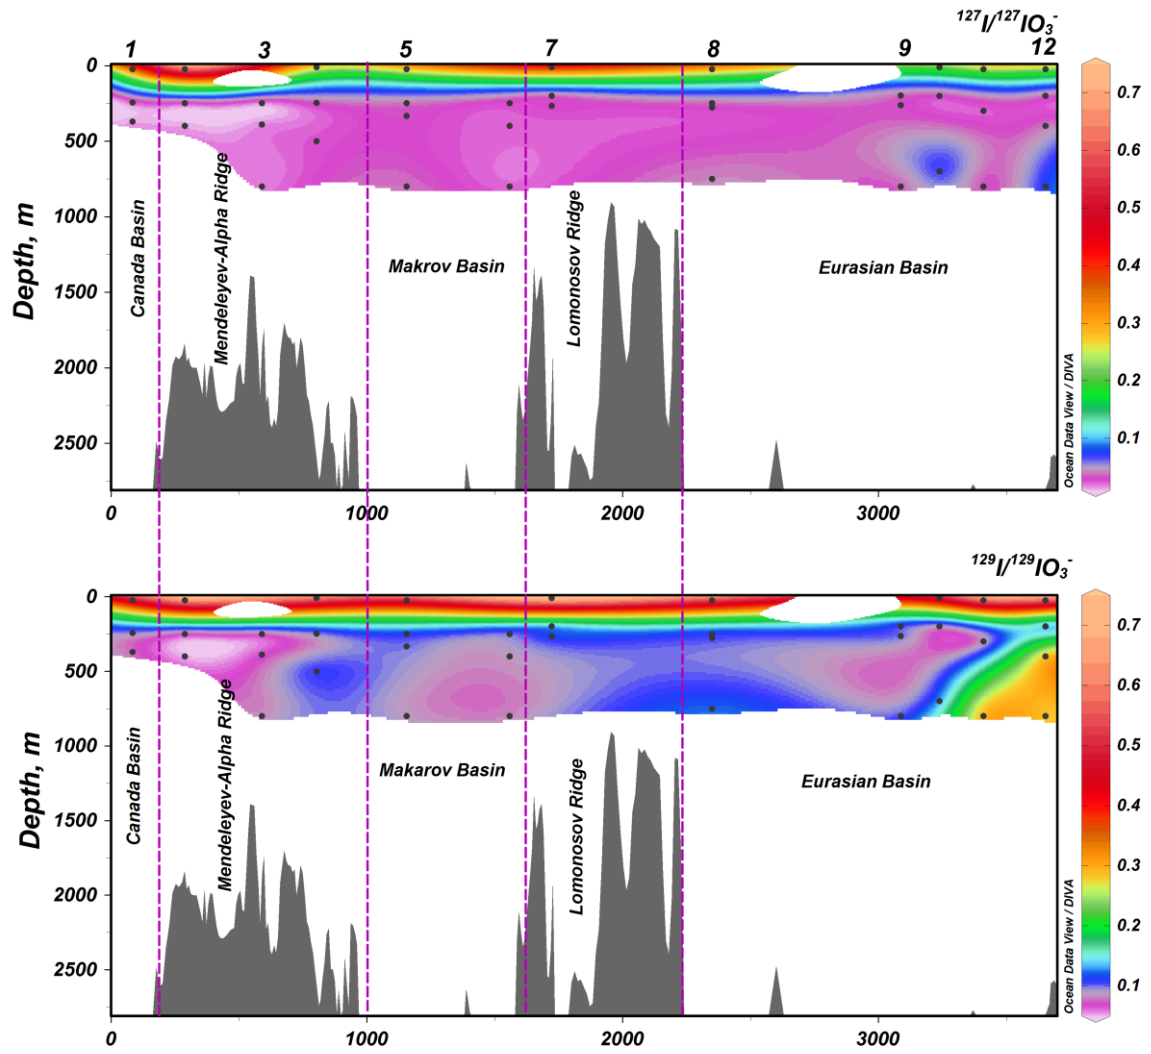 127I/127IO3-
1 3 5 7 8 9 12
0
500
1000
1500
2000
2500
Depth, m
Canada Basin
Mendeleyev-Alpha Ridge
Makrov Basin
Lomonosov Ridge
Eurasian Basin
0.7
0.6
0.5
0.4
0.3
0.2
0.1
Ocean Data View / DIVA
0 1000 2000 3000
129I/129IO3-
0
500
1000
1500
2000
2500
Depth, m
Canada Basin
Mendeleyev-Alpha Ridge
Makarov Basin
Lomonosov Ridge
Eurasian Basin
0.7
0.6
0.5
0.4
0.3
0.2
0.1
Ocean Data View / DIVA
0 1000 2000 3000